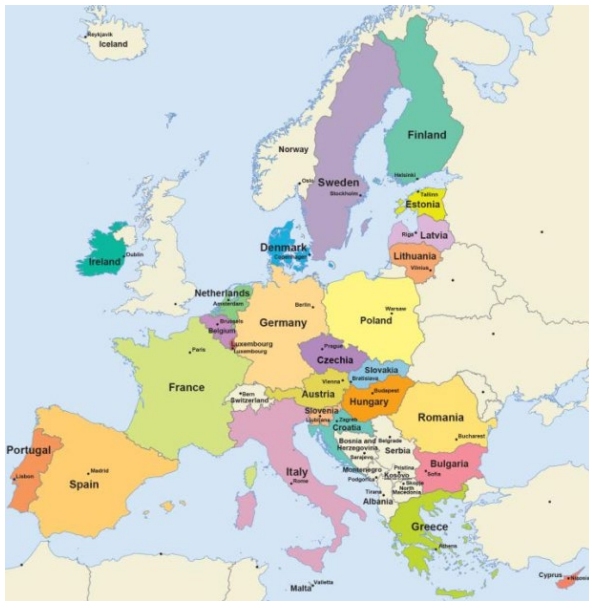 Reykjavik
Iceland
Finland
Norway
Helsinki
Oslo
Sweden
Stockholm
Tallinn
Estonia
Riga
Latvia
Denmark
Copenhagen
Lithuania
Vilnius
Dublin
Ireland
Netherlands
Amsterdam
Berlin
Warsaw
Germany
Poland
Brussels
Belgium
Luxembourg
Luxembourg
Prague
Czechia
Paris
Slovakia
Vienna
Bratislava
France
Bern
Switzerland
Austria
Budapest
Hungary
Slovenia
Ljubljana
Zagreb
Croatia
Romania
Bucharest
Bosnia and
Herzegovina
Belgrade
Serbia
Sarajevo
Portugal
Lisbon
Madrid
Spain
Italy
Rome
Montenegro
Podgorica
Pristina
Kosovo
Bulgaria
Sofia
Skopje
North
Macedonia
Tirana
Albania
Greece
Athens
Malta
Valletta
Cyprus
Nicosia